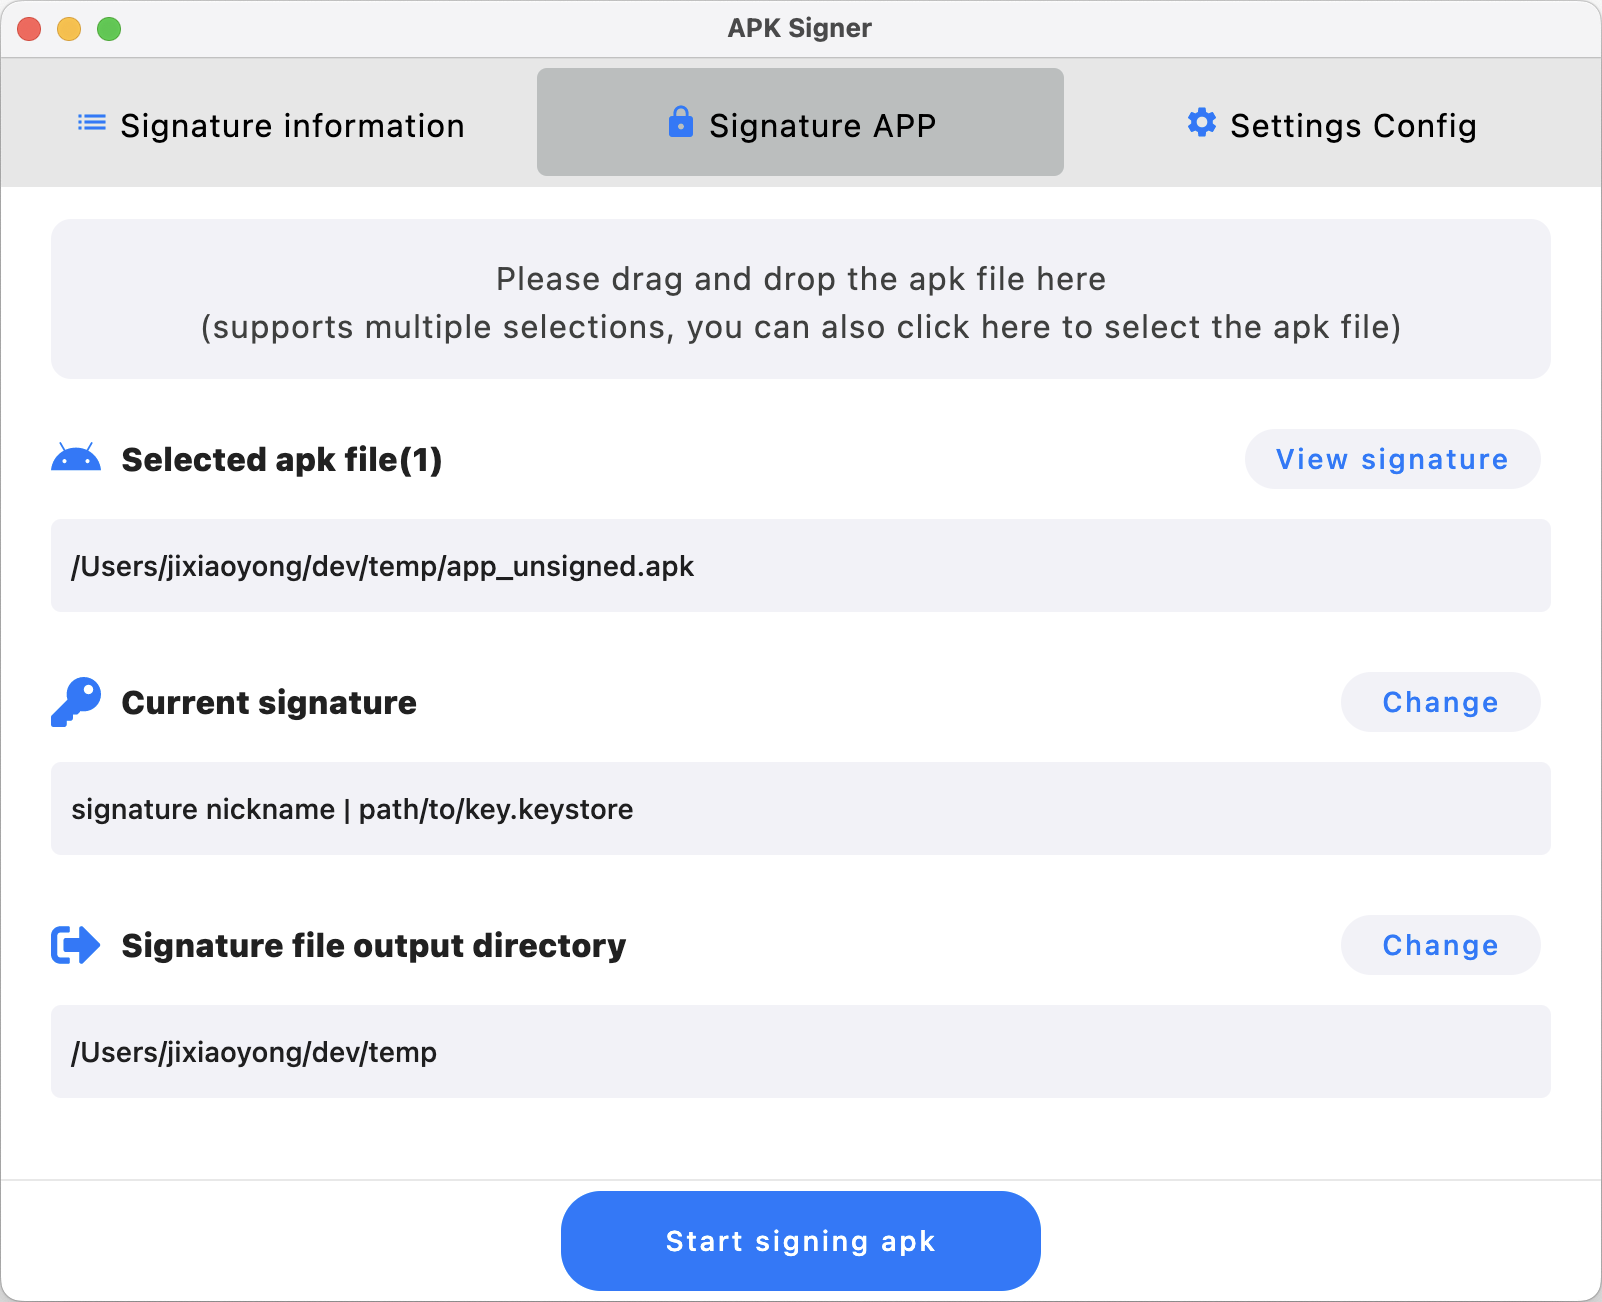 APK Signer
Signature information
Signature APP
Settings Config
Please drag and drop the apk file here
(supports multiple selections, you can also click here to select the apk file)
Selected apk file(1)
View signature
/Users/jixiaoyong/dev/temp/app_unsigned.apk
Current signature
Change
signature nickname | path/to/key.keystore
Signature file output directory
Change
/Users/jixiaoyong/dev/temp
Start signing apk